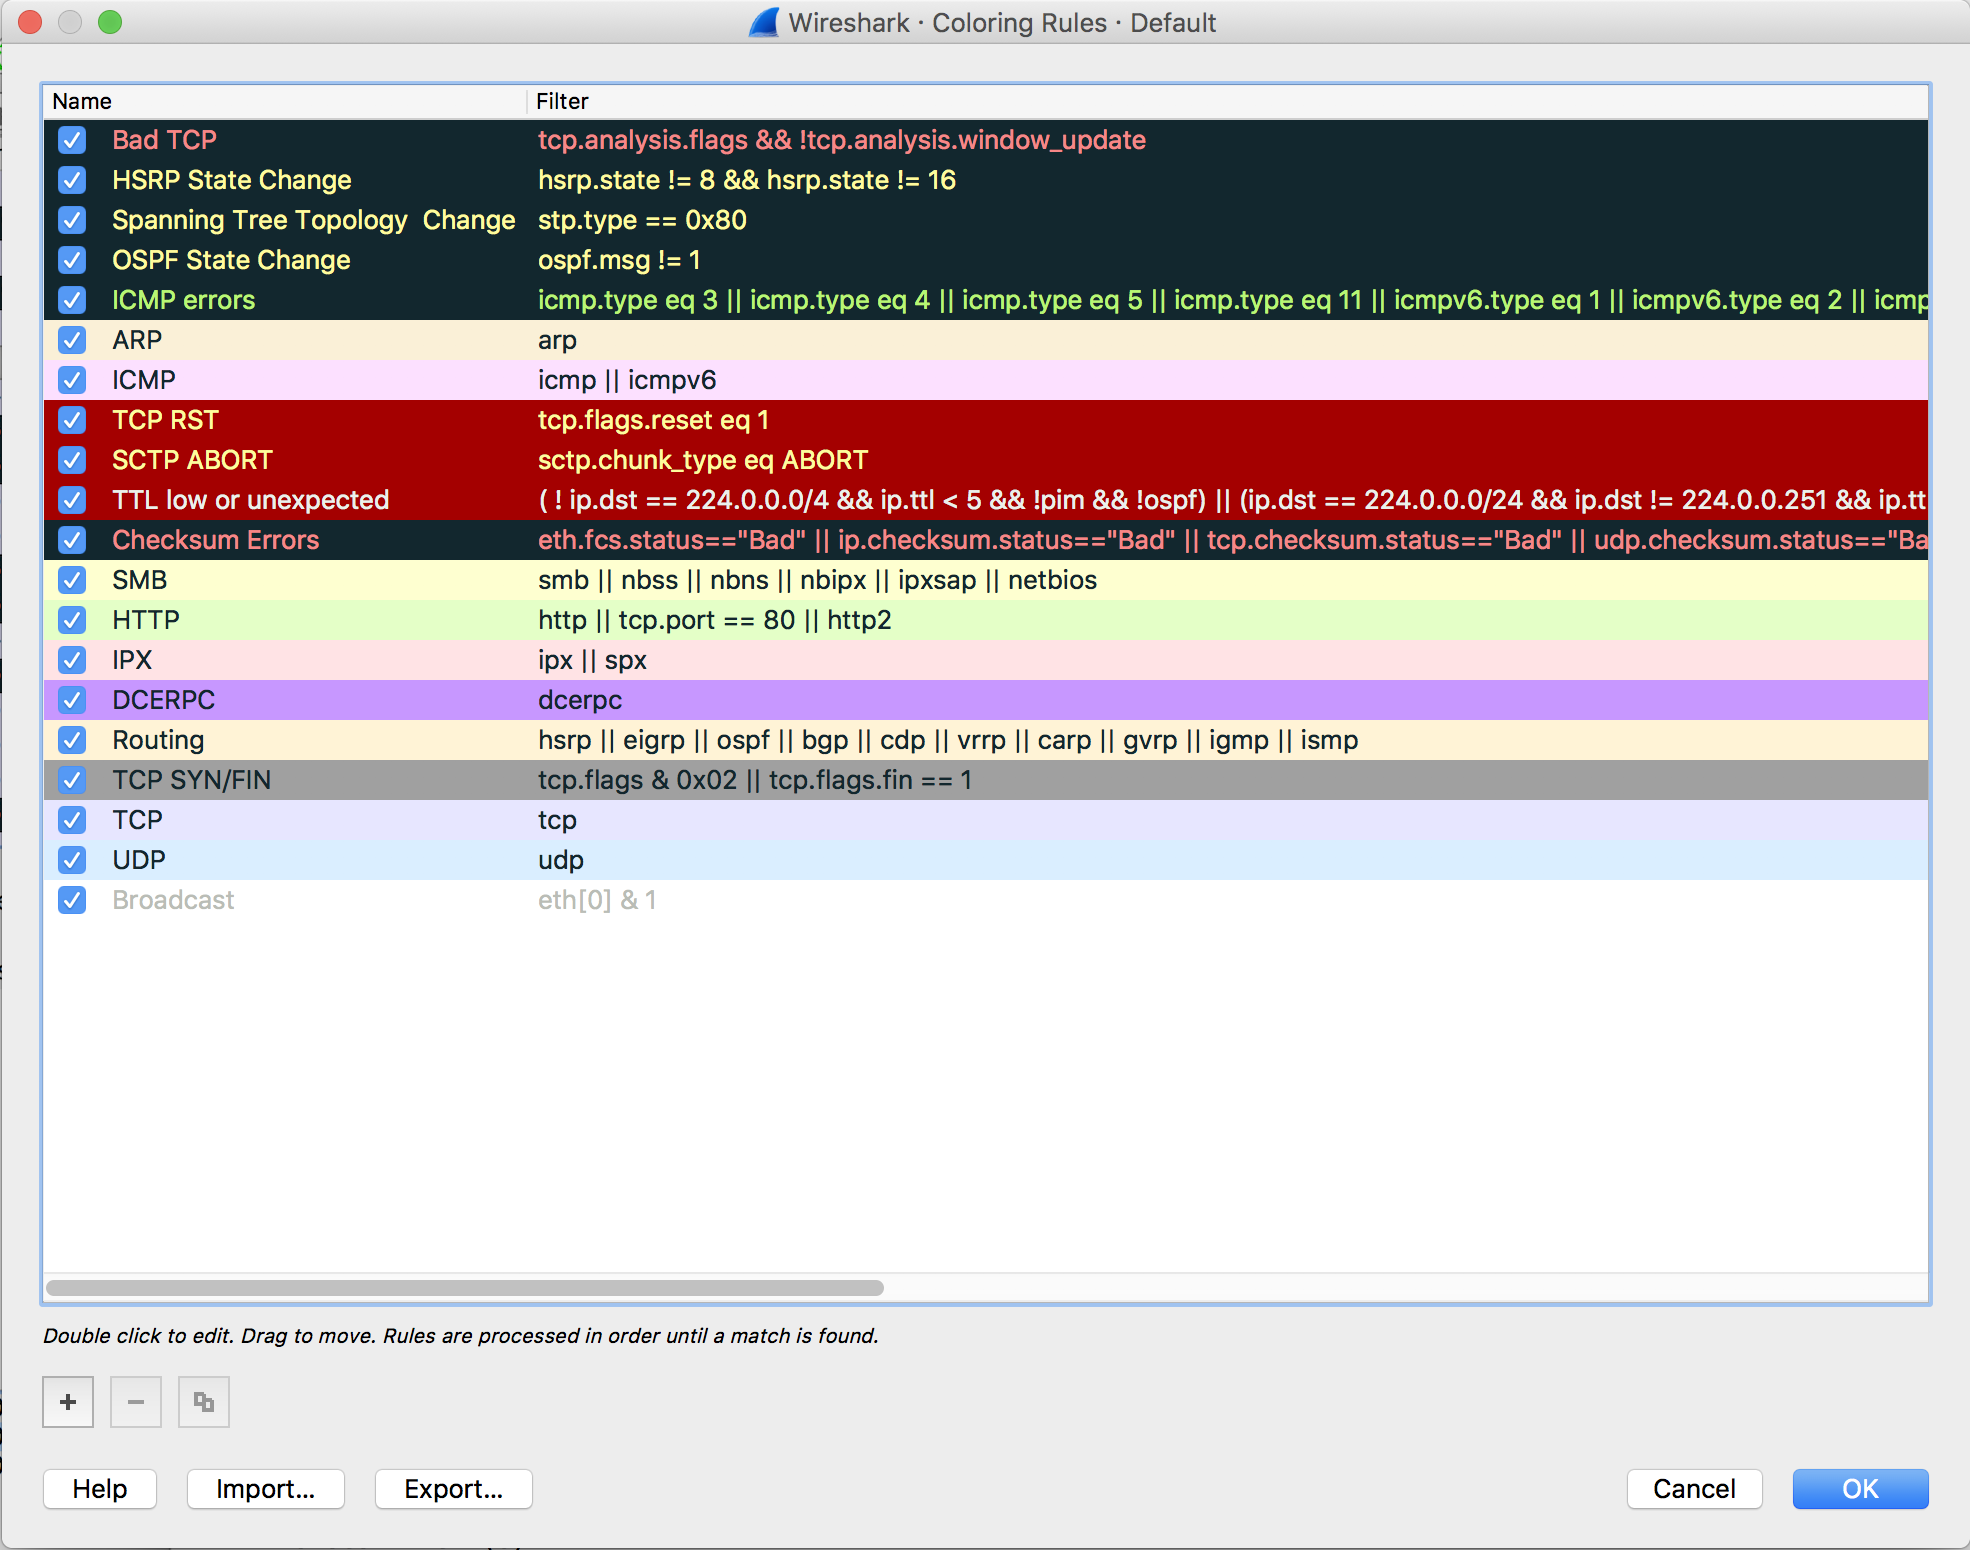 Wireshark · Coloring Rules · Default
Name Filter
Bad TCP tcp.analysis.flags && !tcp.analysis.window_update
HSRP State Change hsrp.state != 8 && hsrp.state != 16
Spanning Tree Topology  Change stp.type == 0x80
OSPF State Change ospf.msg != 1
ICMP errors icmp.type eq 3 || icmp.type eq 4 || icmp.type eq 5 || icmp.type eq 11 || icmpv6.type eq 1 || icmpv6.type eq 2 || icmp
ARP arp
ICMP icmp || icmpv6
TCP RST tcp.flags.reset eq 1
SCTP ABORT sctp.chunk_type eq ABORT
TTL low or unexpected ( ! ip.dst == 224.0.0.0/4 && ip.ttl < 5 && !pim && !ospf) || (ip.dst == 224.0.0.0/24 && ip.dst != 224.0.0.251 && ip.tt
Checksum Errors eth.fcs.status=="Bad" || ip.checksum.status=="Bad" || tcp.checksum.status=="Bad" || udp.checksum.status=="Ba
SMB smb || nbss || nbns || nbipx || ipxsap || netbios
HTTP http || tcp.port == 80 || http2
IPX ipx || spx
DCERPC dcerpc
Routing hsrp || eigrp || ospf || bgp || cdp || vrrp || carp || gvrp || igmp || ismp
TCP SYN/FIN tcp.flags & 0x02 || tcp.flags.fin == 1
TCP tcp
UDP udp
Broadcast eth[0] & 1
Double click to edit. Drag to move. Rules are processed in order until a match is found.
Help Import... Export... Cancel OK